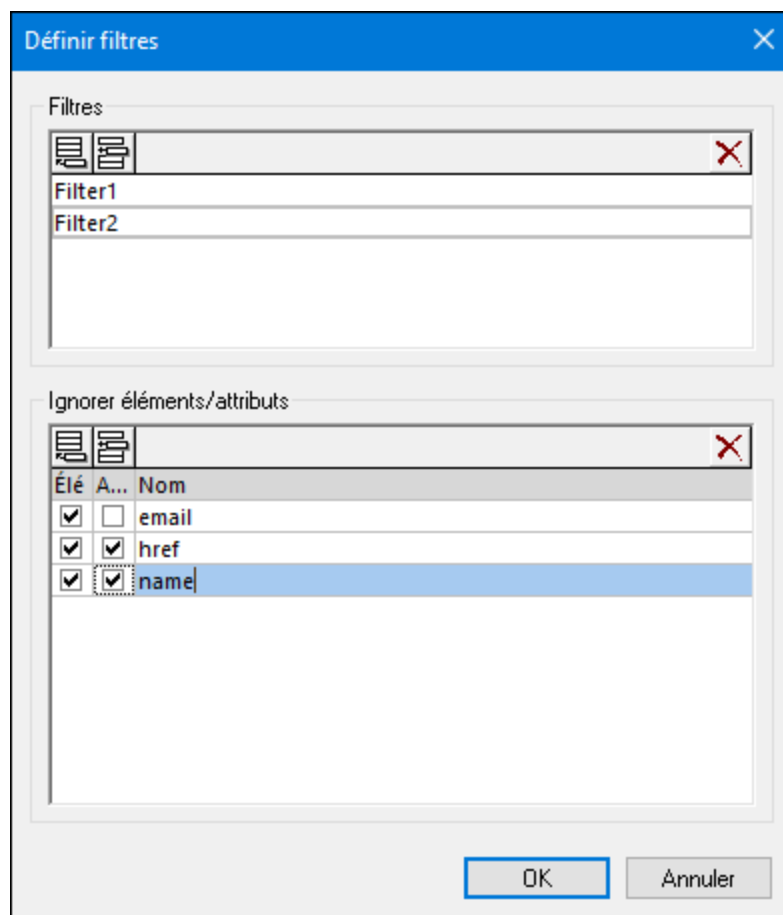 Définir filtres
Filtres
Filter1
Filter2
Ignorer éléments/attributs
Élé A... Nom
email
href
name
OK Annuler